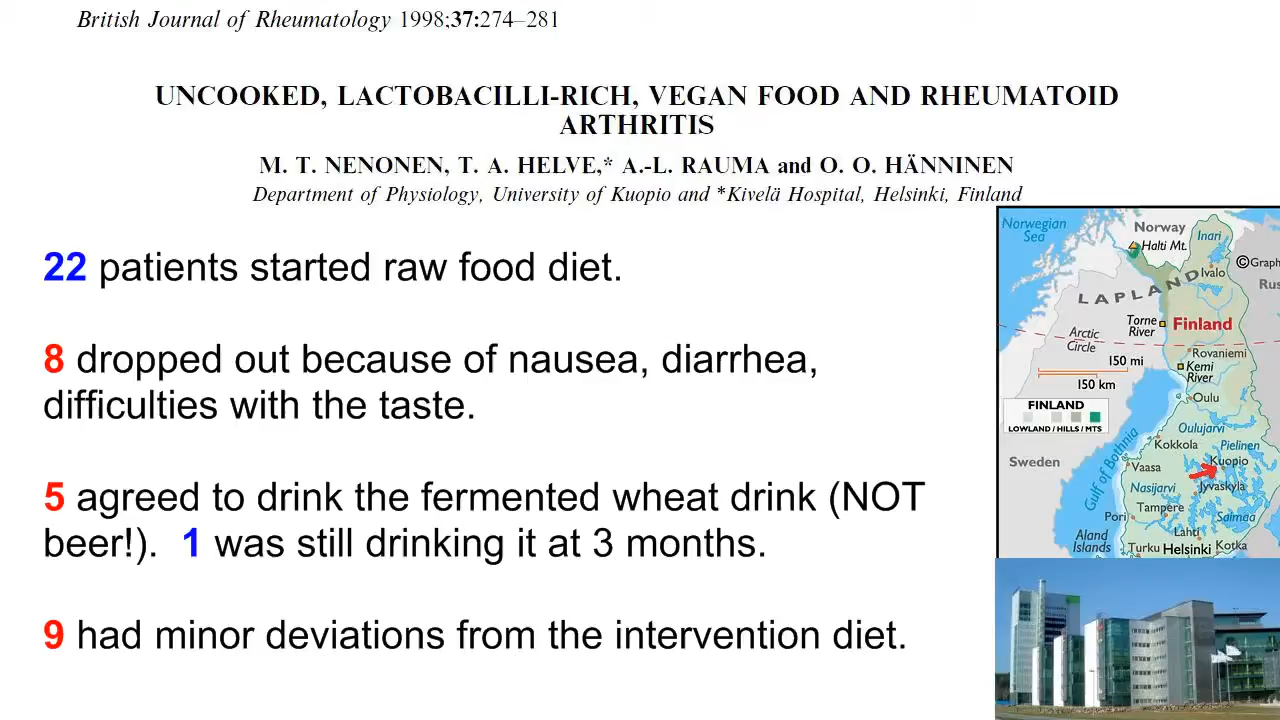 British Journal of Rheumatology 1998;37:274–281
UNCOOKED, LACTOBACILLI-RICH, VEGAN FOOD AND RHEUMATOID
ARTHRITIS
M. T. NENONEN, T. A. HELVE,* A.-L. RAUMA and O. O. HÄNNINEN
Department of Physiology, University of Kuopio and *Kivelä Hospital, Helsinki, Finland
22 patients started raw food diet.
8 dropped out because of nausea, diarrhea,
difficulties with the taste.
5 agreed to drink the fermented wheat drink (NOT
beer!). 1 was still drinking it at 3 months.
9 had minor deviations from the intervention diet.
Norwegian
Sea
Norway
Halti Mt.
Inari
Ivalo
©Graph
Rus
LAPLAND
Torne
River
Finland
Arctic
Circle
150 mi
150 km
Rovaniemi
Kemi
River
Oulu
FINLAND
LOWLAND / HILLS / MTS
Oulujarvi
Kokkola
Pielinen
Gulf of Bothnia
Sweden
Vaasa
Kuopio
Nasijarvi
Jyvaskyla
Tampere
Pori
Saimaa
Lahti
Aland
Islands
Turku
Helsinki
Kotka